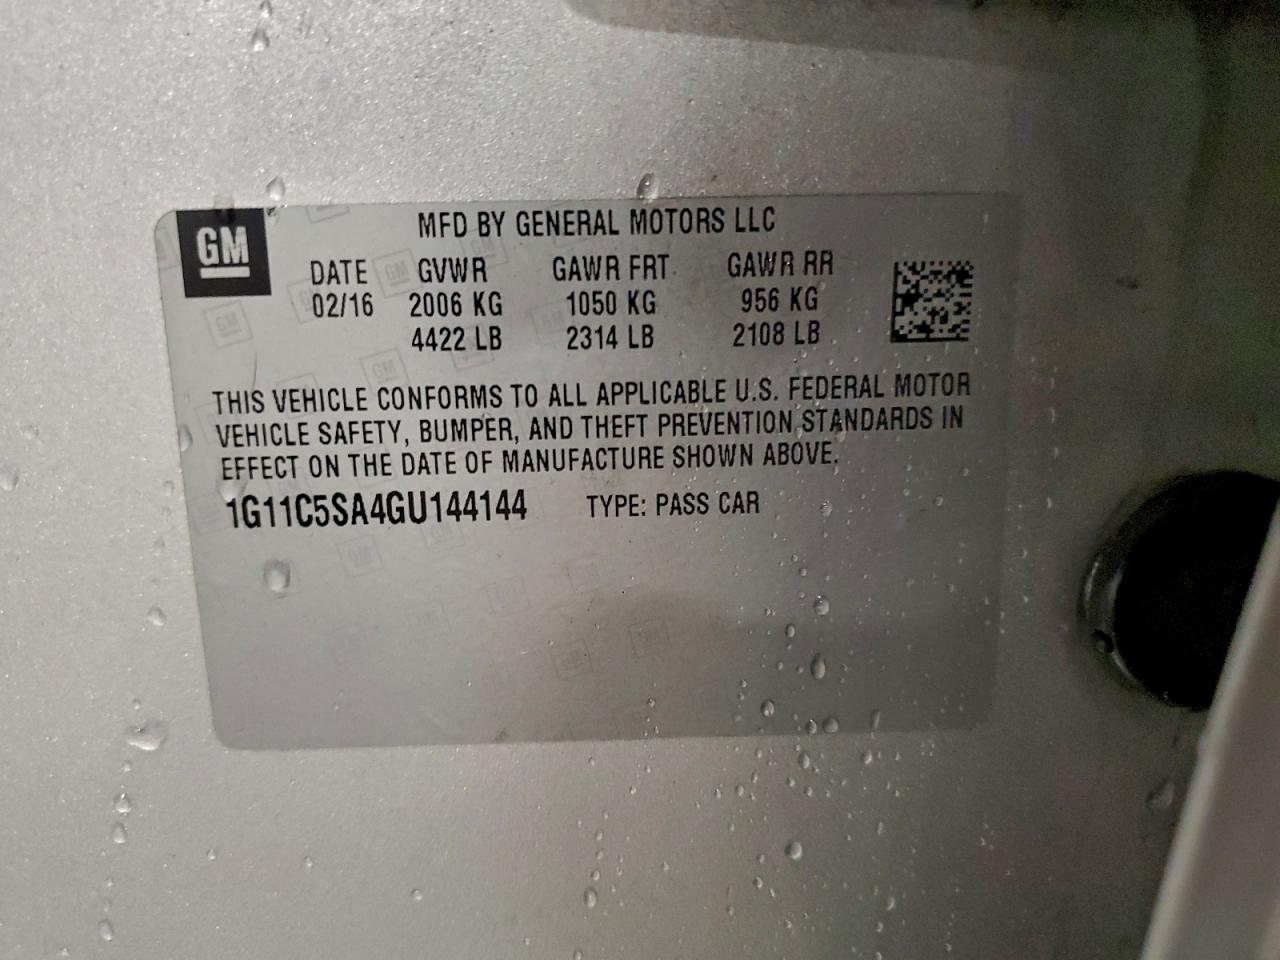 GM
MFD BY GENERAL MOTORS LLC
DATE GVWR GAWR FRT GAWR RR
02/16 2006 KG 1050 KG 956 KG
4422 LB 2314 LB 2108 LB
THIS VEHICLE CONFORMS TO ALL APPLICABLE U.S. FEDERAL MOTOR
VEHICLE SAFETY, BUMPER, AND THEFT PREVENTION STANDARDS IN
EFFECT ON THE DATE OF MANUFACTURE SHOWN ABOVE.
1G11C5SA4GU144144 TYPE: PASS CAR